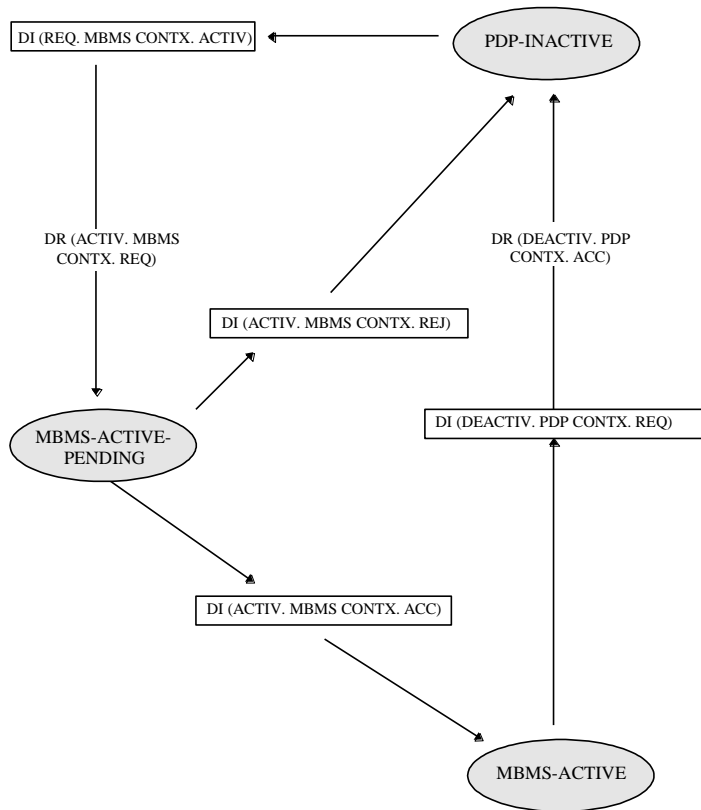 DI (REQ. MBMS CONTX. ACTIV)
PDP-INACTIVE
DR (ACTIV. MBMS
CONTX. REQ)
DR (DEACTIV. PDP
CONTX. ACC)
DI (ACTIV. MBMS CONTX. REJ)
MBMS-ACTIVE-
PENDING
DI (DEACTIV. PDP CONTX. REQ)
DI (ACTIV. MBMS CONTX. ACC)
MBMS-ACTIVE